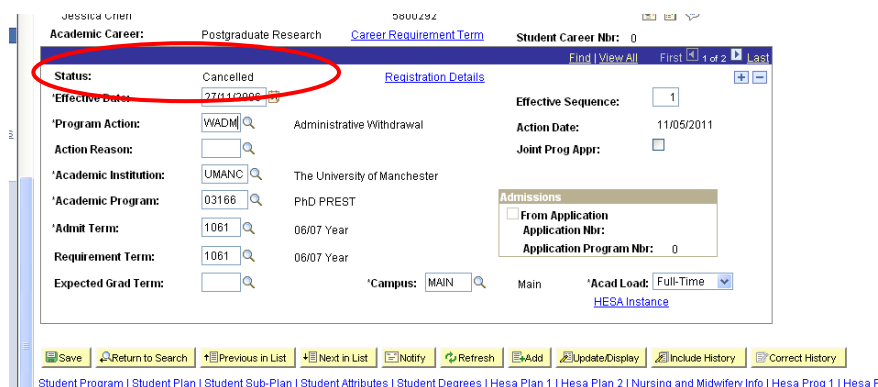 Jessica Chen 5800292
Academic Career: Postgraduate Research Career Requirement Term Student Career Nbr: 0
Find | View All First 1 of 2 Last
Status: Cancelled Registration Details
*Effective Date: 27/11/2006 Effective Sequence: 1
*Program Action: WADM Administrative Withdrawal Action Date: 11/05/2011
Action Reason: Joint Prog Appr:
*Academic Institution: UMANC The University of Manchester
*Academic Program: 03166 PhD PREST
Admissions
*Admit Term: 1061 06/07 Year
From Application
Application Nbr:
Application Program Nbr: 0
Requirement Term: 1061 06/07 Year
Expected Grad Term: *Campus: MAIN Main *Acad Load: Full-Time
HESA Instance
Save Return to Search Previous in List Next in List Notify Refresh Add Update/Display Include History Correct History
Student Program | Student Plan | Student Sub-Plan | Student Attributes | Student Degrees | Hesa Plan 1 | Hesa Plan 2 | Nursing and Midwifery Info | Hesa Prog 1 | Hesa